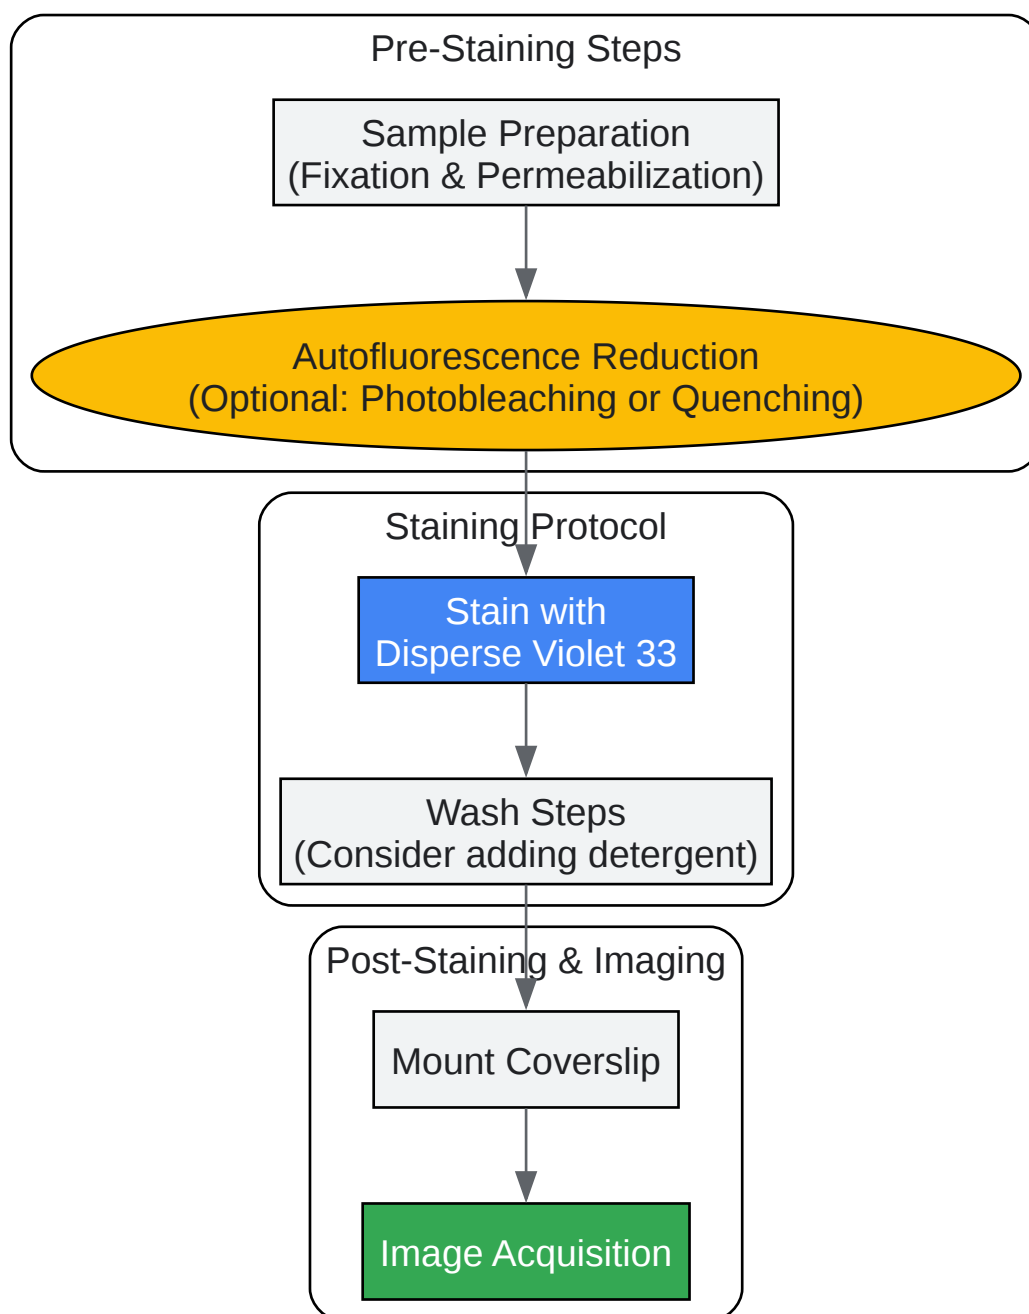 Pre-Staining Steps
Sample Preparation
(Fixation & Permeabilization)
Autofluorescence Reduction
(Optional: Photobleaching or Quenching)
Staining Protocol
Stain with
Disperse Violet 33
Wash Steps
(Consider adding detergent)
Post-Staining & Imaging
Mount Coverslip
Image Acquisition